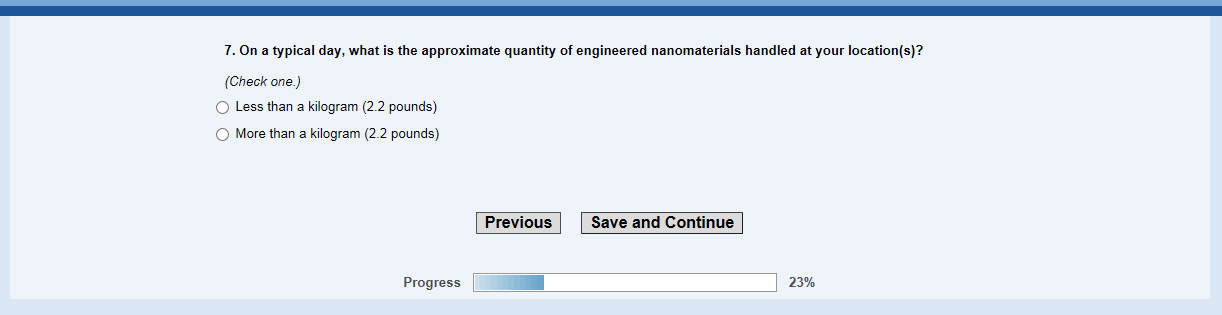 7. On a typical day, what is the approximate quantity of engineered nanomaterials handled at your location(s)?
(Check one.)
Less than a kilogram (2.2 pounds)
More than a kilogram (2.2 pounds)
Previous Save and Continue
Progress 23%